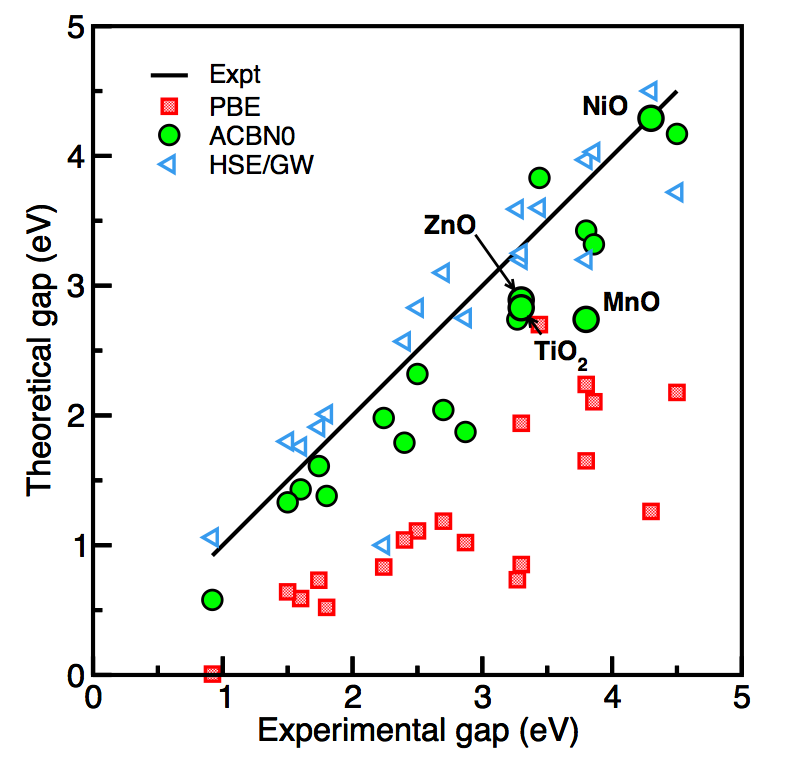 5
4
3
2
1
0
0 1 2 3 4 5
Theoretical gap (eV)
Experimental gap (eV)
Expt
PBE
ACBN0
HSE/GW
NiO
ZnO
MnO
TiO₂